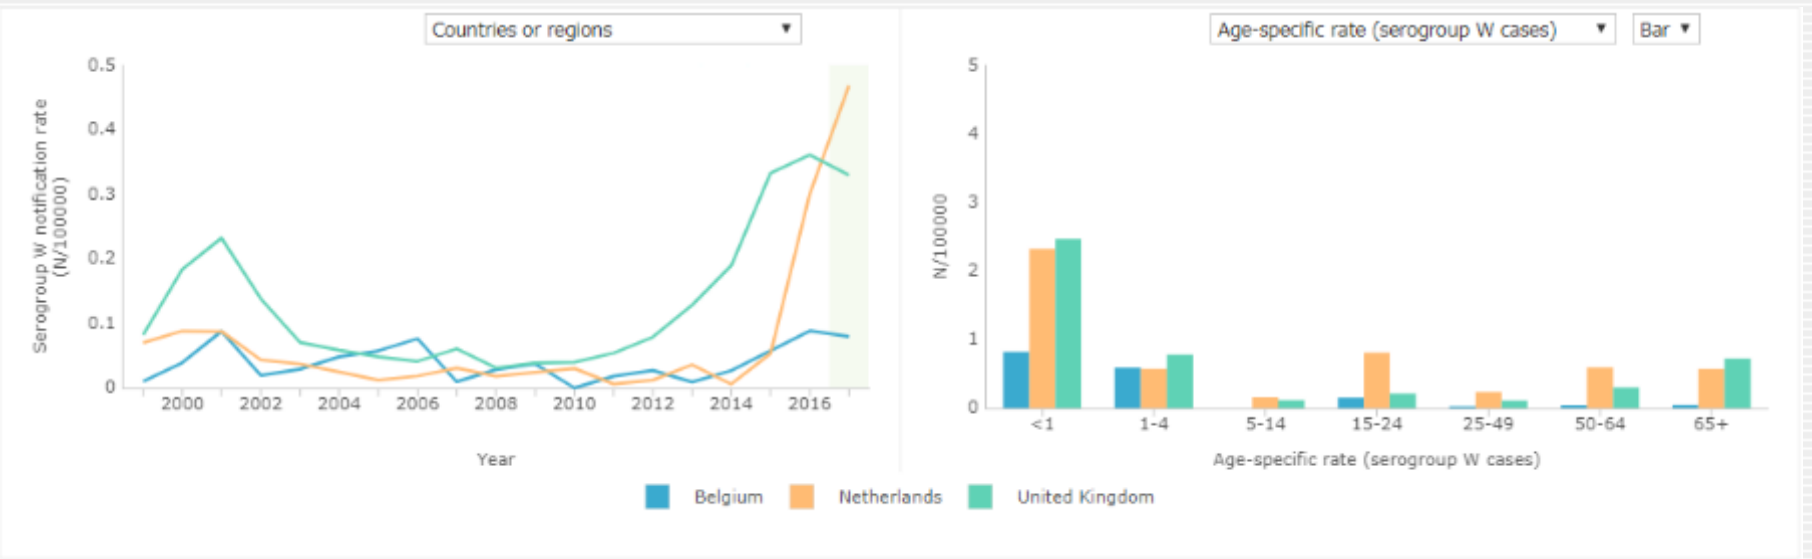 Countries or regions ▼
Age-specific rate (serogroup W cases) ▼
Bar ▼
Serogroup W notification rate
(N/100000)
0.5
0.4
0.3
0.2
0.1
0
2000 2002 2004 2006 2008 2010 2012 2014 2016
Year
N/100000
5
4
3
2
1
0
<1 1-4 5-14 15-24 25-49 50-64 65+
Age-specific rate (serogroup W cases)
Belgium Netherlands United Kingdom